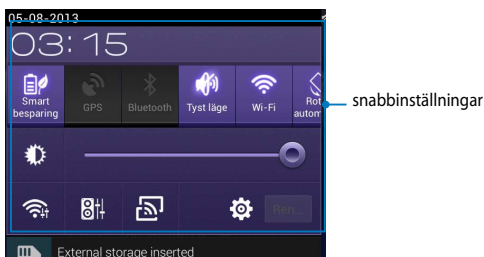 05-08-2013
03:15
Smart besparing
GPS
Bluetooth
Tyst läge
Wi-Fi
Rot autom
snabbinställningar
Ren...
External storage inserted